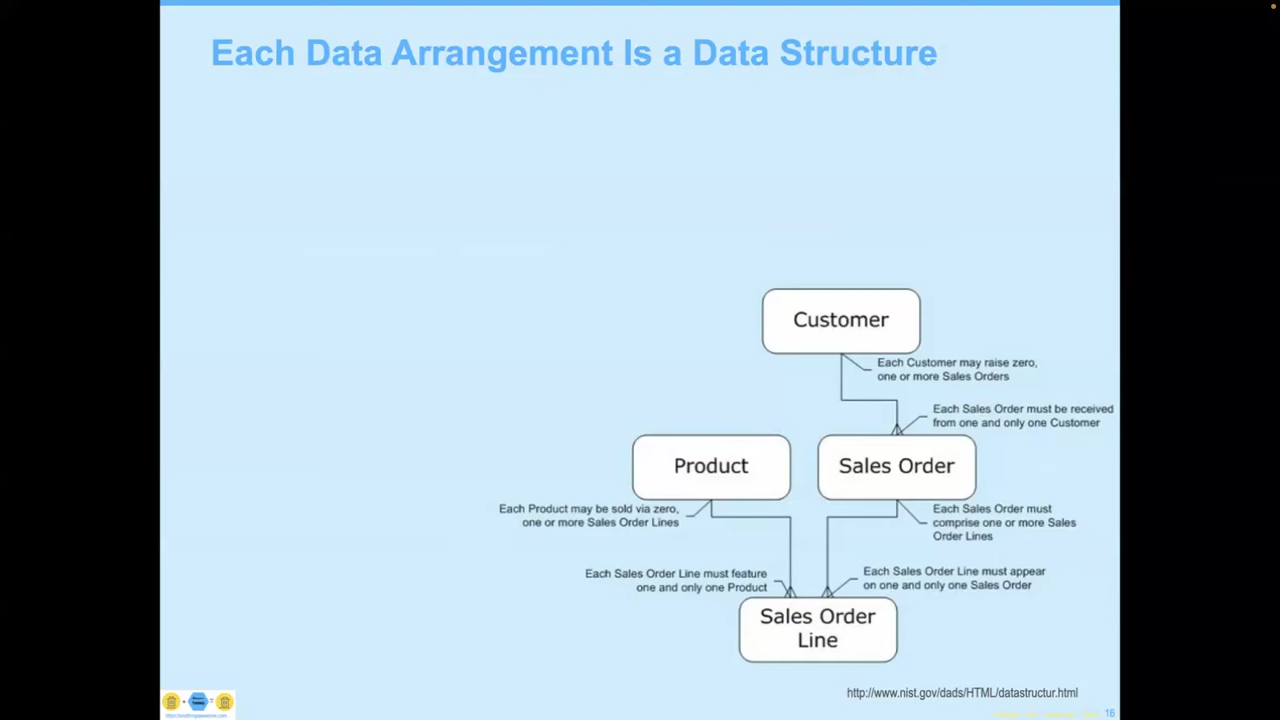 Each Data Arrangement Is a Data Structure
Customer
Each Customer may raise zero,
one or more Sales Orders
Each Sales Order must be received
from one and only one Customer
Product
Sales Order
Each Product may be sold via zero,
one or more Sales Order Lines
Each Sales Order must
comprise one or more Sales
Order Lines
Each Sales Order Line must feature
one and only one Product
Each Sales Order Line must appear
on one and only one Sales Order
Sales Order
Line
http://www.nist.gov/dads/HTML/datastructur.html
16